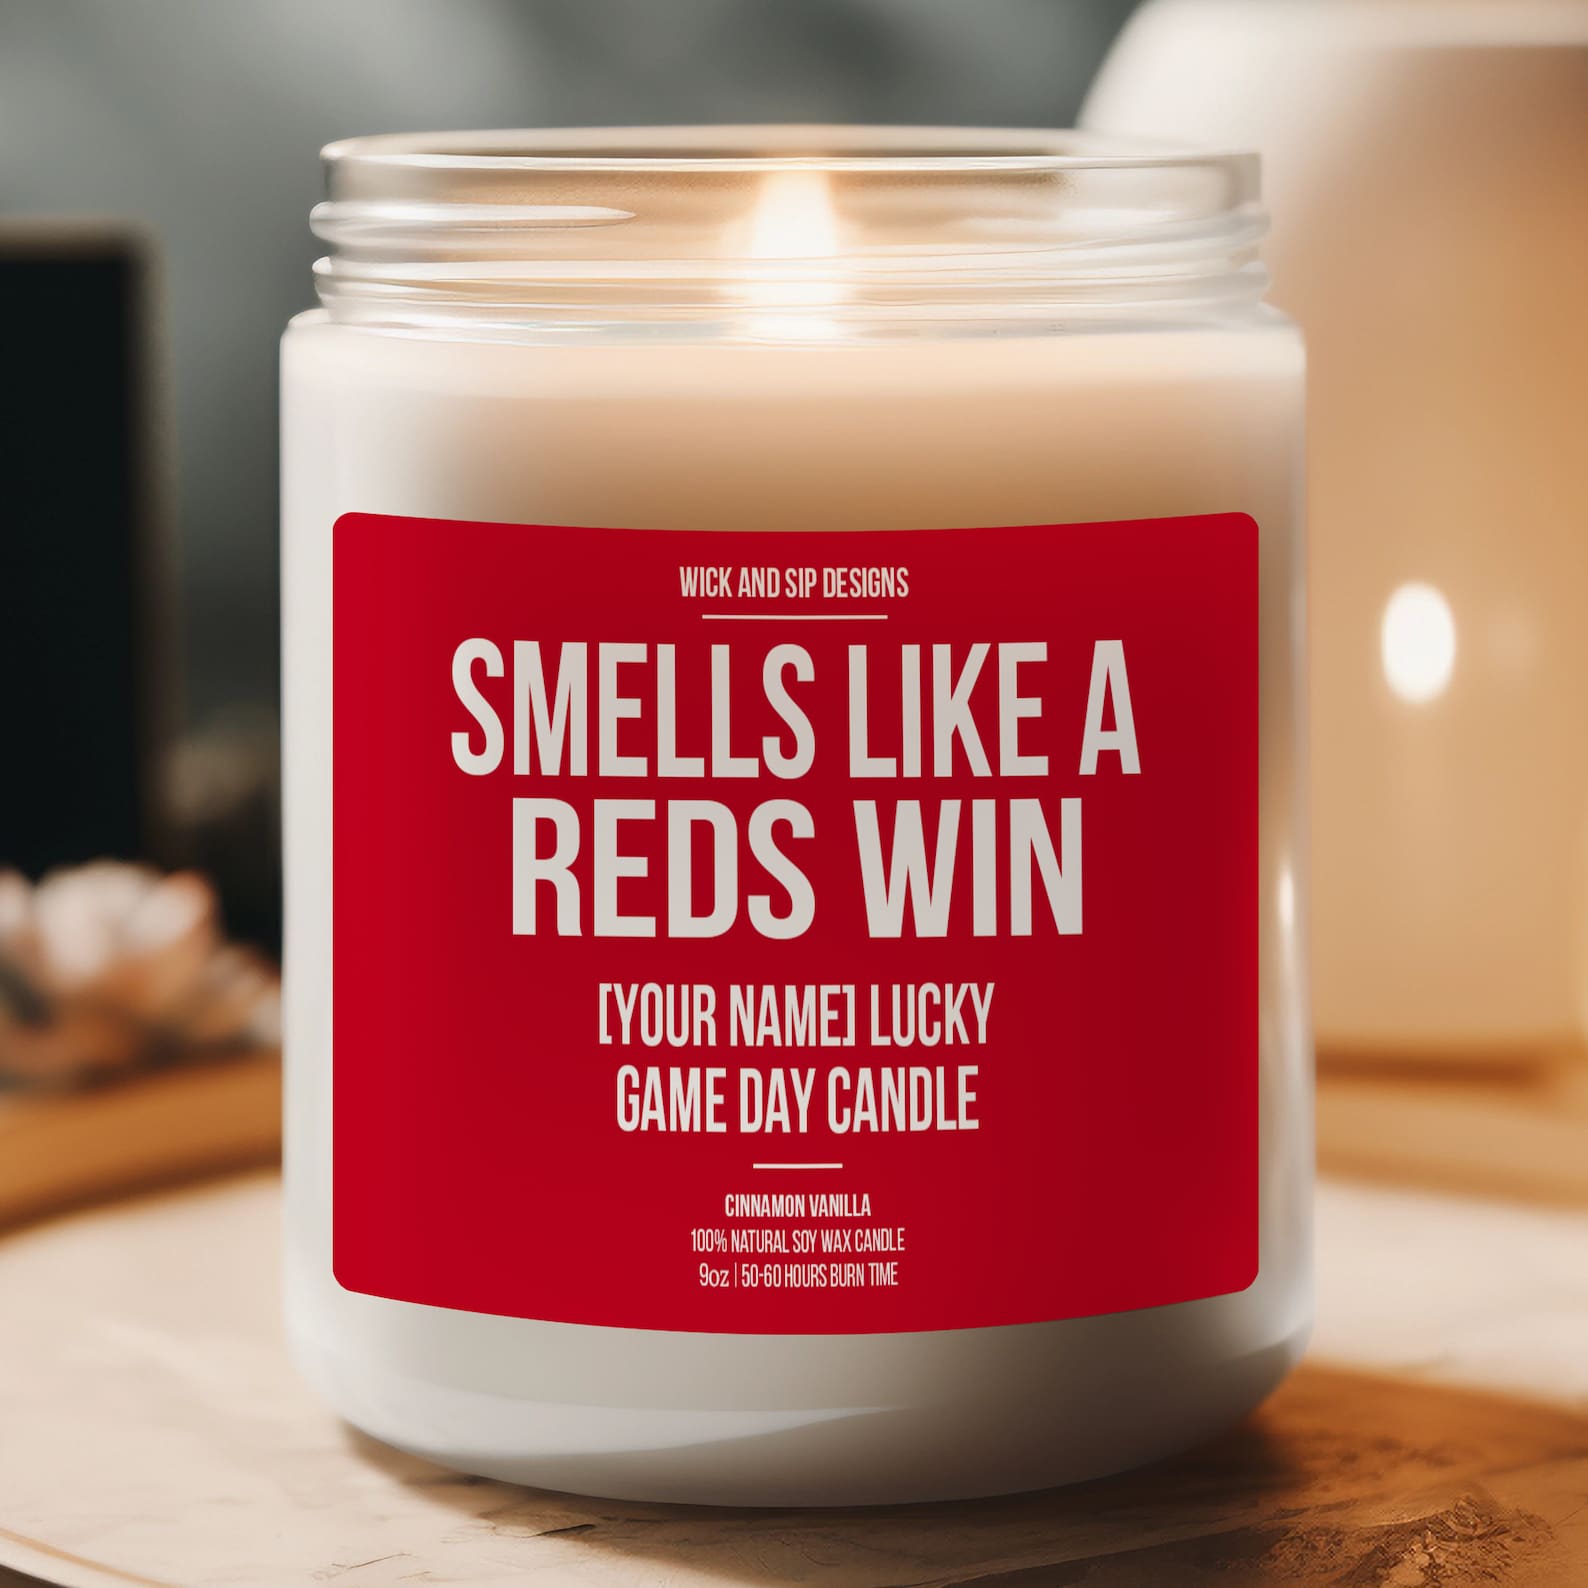 WICK AND SIP DESIGNS
SMELLS LIKE A
REDS WIN
[YOUR NAME] LUCKY
GAME DAY CANDLE
CINNAMON VANILLA
100% NATURAL SOY WAX CANDLE
9oz | 50-60 HOURS BURN TIME